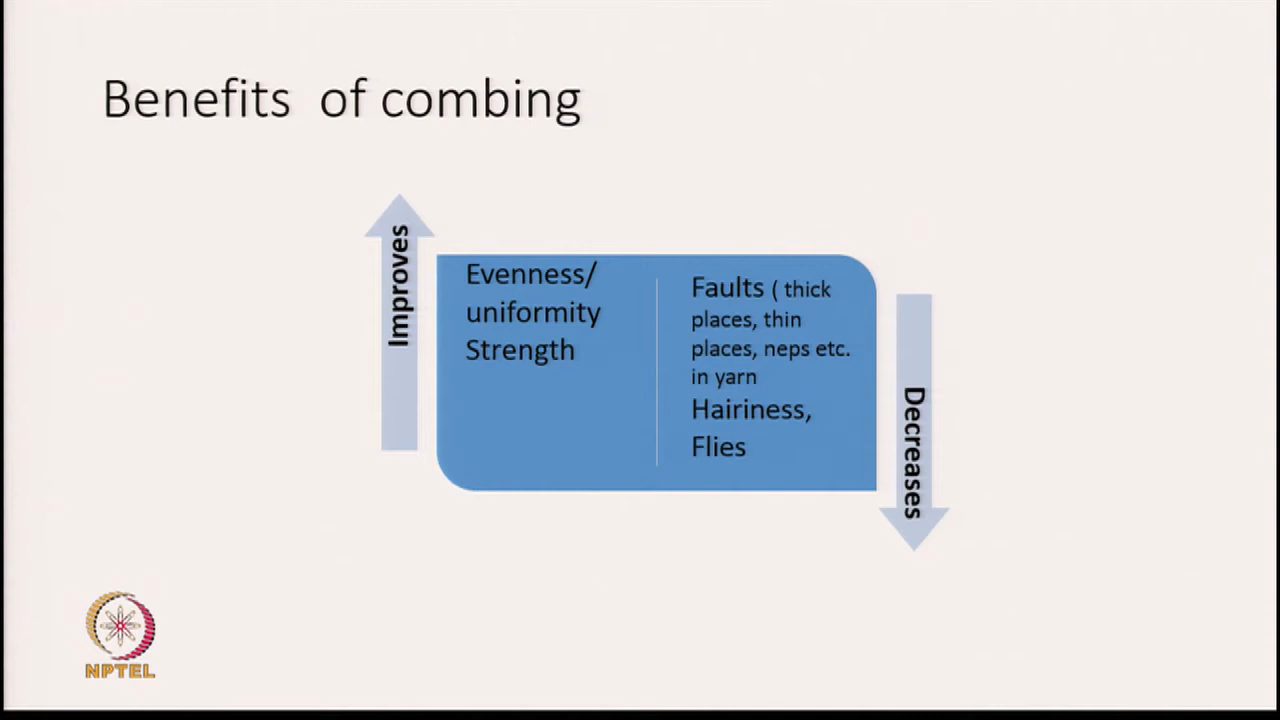 Benefits of combing
Improves
Evenness/
uniformity
Strength
Faults ( thick
places, thin
places, neps etc.
in yarn
Hairiness,
Flies
Decreases
NPTEL